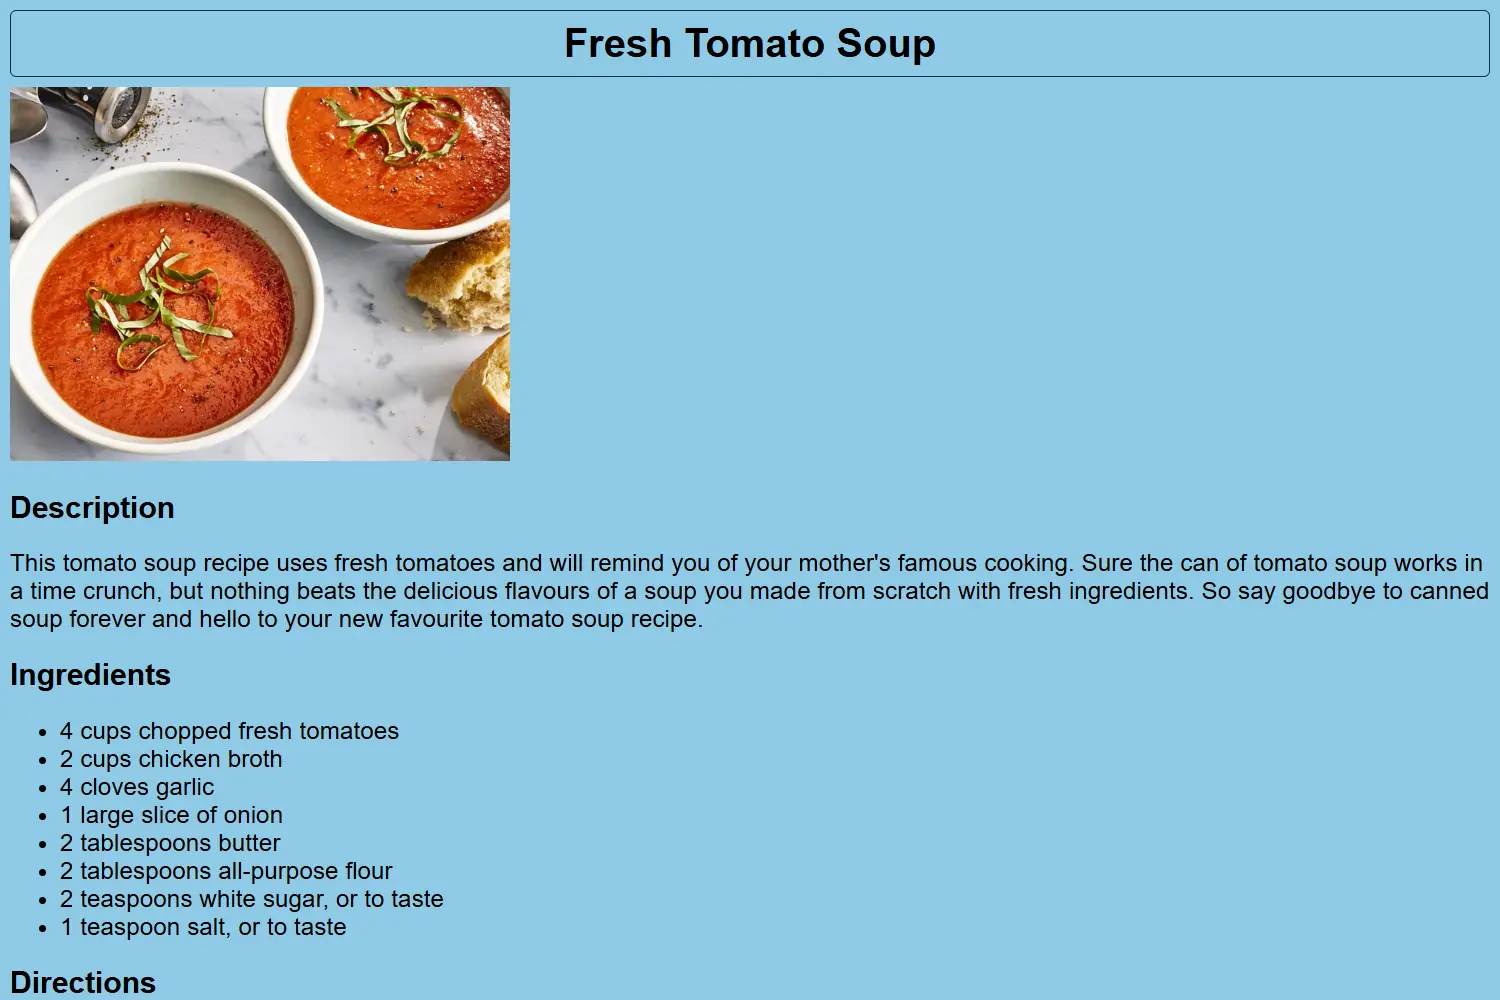 Fresh Tomato Soup
Description
This tomato soup recipe uses fresh tomatoes and will remind you of your mother's famous cooking. Sure the can of tomato soup works in
a time crunch, but nothing beats the delicious flavours of a soup you made from scratch with fresh ingredients. So say goodbye to canned
soup forever and hello to your new favourite tomato soup recipe.
Ingredients
• 4 cups chopped fresh tomatoes
• 2 cups chicken broth
• 4 cloves garlic
• 1 large slice of onion
• 2 tablespoons butter
• 2 tablespoons all-purpose flour
• 2 teaspoons white sugar, or to taste
• 1 teaspoon salt, or to taste
Directions